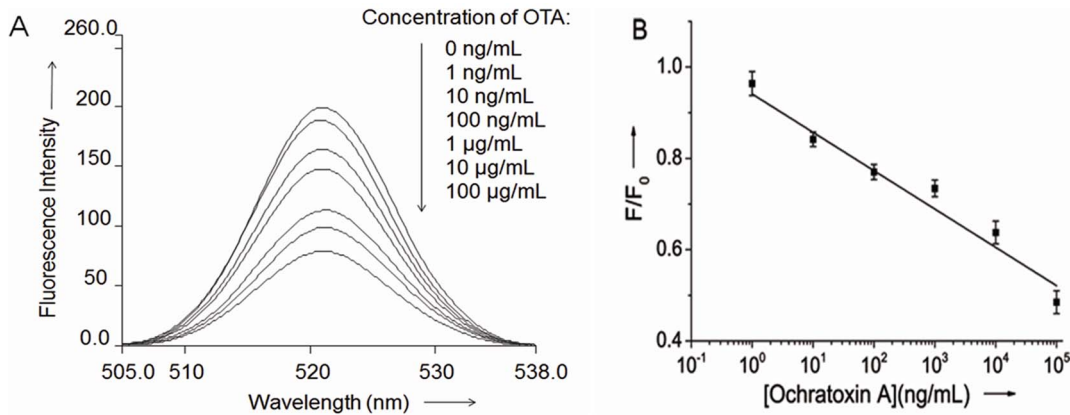 A
Concentration of OTA:
0 ng/mL
1 ng/mL
10 ng/mL
100 ng/mL
1 µg/mL
10 µg/mL
100 µg/mL
Fluorescence Intensity
260.0
200
150
100
50
0.0
505.0 510 520 530 538.0
Wavelength (nm)
B
F/F₀
1.0
0.8
0.6
0.4
10⁻¹ 10⁰ 10¹ 10² 10³ 10⁴ 10⁵
[Ochratoxin A](ng/mL)